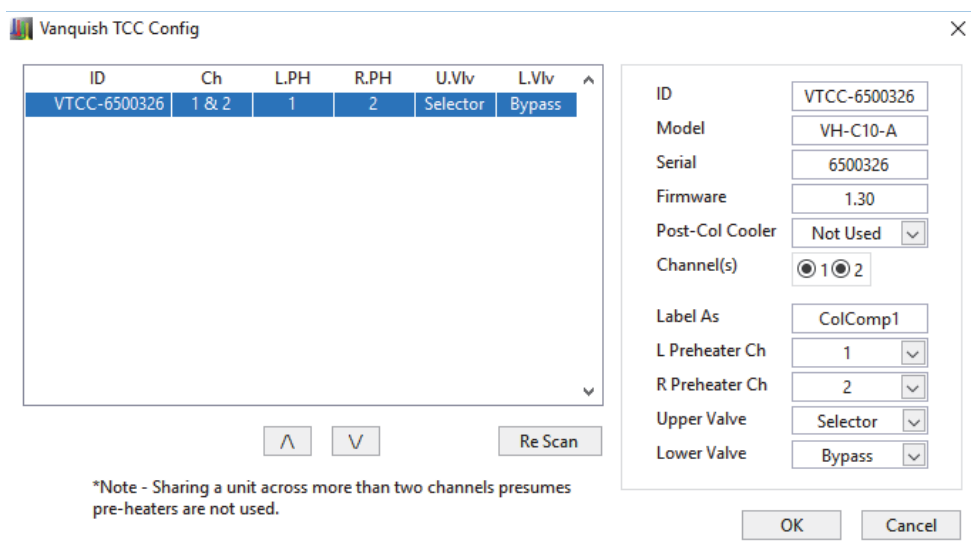 Vanquish TCC Config
ID Ch L.PH R.PH U.Vlv L.Vlv
VTCC-6500326 1 & 2 1 2 Selector Bypass
/\ \/ Re Scan
*Note - Sharing a unit across more than two channels presumes
pre-heaters are not used.
ID VTCC-6500326
Model VH-C10-A
Serial 6500326
Firmware 1.30
Post-Col Cooler Not Used
Channel(s) 1 2
Label As ColComp1
L Preheater Ch 1
R Preheater Ch 2
Upper Valve Selector
Lower Valve Bypass
OK Cancel